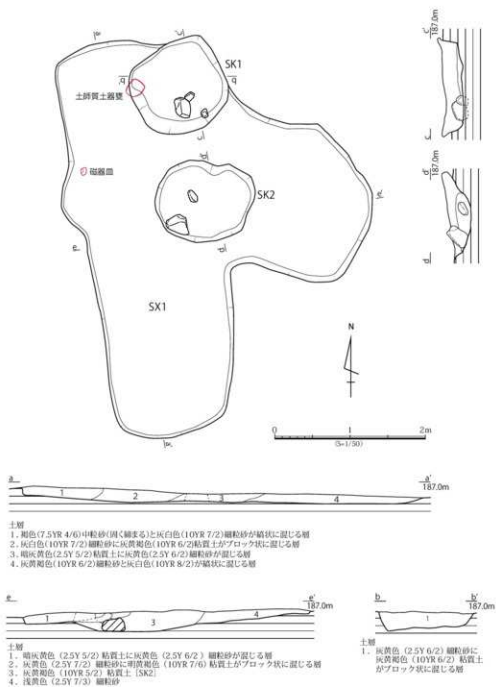 SK1
土師質土器甕
磁器皿
SK2
SX1
N
0 1 2m
(S=1/50)
c c' 187.0m
d d' 187.0m
a a'
187.0m
1 2 3 4
土層
1. 褐色(7.5YR 4/6)中粒砂(固く締まる)と灰白色(10YR 7/2)細粒砂が縞状に混じる層
2. 灰白色(10YR 7/2)細粒砂に灰黄褐色(10YR 6/2)粘質土がブロック状に混じる層
3. 暗灰黄色(2.5Y 5/2)粘質土に灰黄色(2.5Y 6/2)細粒砂が混じる層
4. 灰黄褐色(10YR 6/2)細粒砂と灰白色(10YR 8/2)が縞状に混じる層
e e'
187.0m
1 2 3 4
土層
1. 暗灰黄色 (2.5Y 5/2) 粘質土に灰黄色 (2.5Y 6/2) 細粒砂が混じる層
2. 灰黄色 (2.5Y 7/2) 細粒砂に明黄褐色 (10YR 7/6) 粘質土がブロック状に混じる層
3. 灰黄褐 (10YR 5/2) 粘質土 [SK2]
4. 浅黄色 (2.5Y 7/3) 細粒砂
b b'
187.0m
1
土層
1. 灰黄色 (2.5Y 6/2) 細粒砂に
灰黄褐色 (10YR 6/2) 粘質土
がブロック状に混じる層